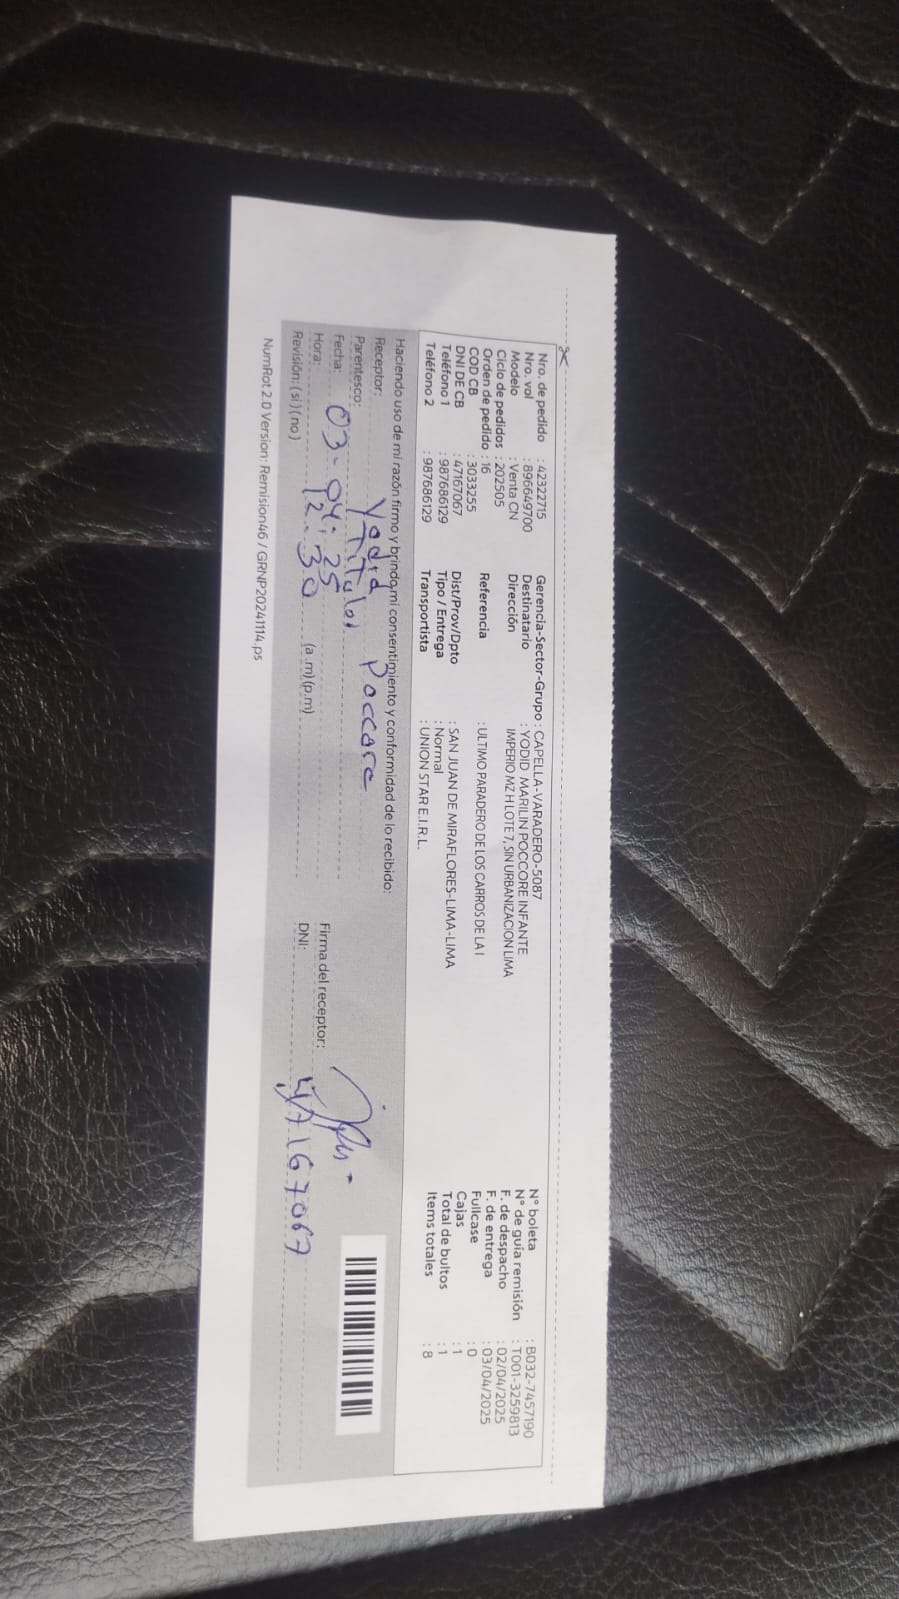 Nro. de pedido : 42322715
Nro. vol : 896649700
Modelo : Venta CN
Ciclo de pedidos : 202505
Orden de pedido : 16
COD CB : 3033255
DNI DE CB : 47167067
Teléfono 1 : 987686129
Teléfono 2 : 987686129
Gerencia-Sector-Grupo : CAPELLA-VARADERO-5087
Destinatario : YODID MARILIN POCCORE INFANTE
Dirección IMPERIO MZ H LOTE 7, SIN URBANIZACION LIMA
Referencia : ULTIMO PARADERO DE LOS CARROS DE LA I
Dist/Prov/Dpto : SAN JUAN DE MIRAFLORES-LIMA-LIMA
Tipo / Entrega : Normal
Transportista : UNION STAR E.I.R.L.
N° boleta : B032-7457190
N° de guía remisión : T001-3259813
F. de despacho : 02/04/2025
F. de entrega : 03/04/2025
Fullcase : 0
Cajas : 1
Total de bultos : 1
Items totales : 8
Haciendo uso de mi razón firmo y brindo mi consentimiento y conformidad de lo recibido:
Receptor: Yodid Poccore
Parentesco: Titular
Fecha: 03-04-25
Hora: 12:30 (a.m) (p.m)
Revisión: ( si ) ( no )
Firma del receptor:
DNI: 47167067
NumRot 2.0 Version: Remision46 / GRNP20241114.ps